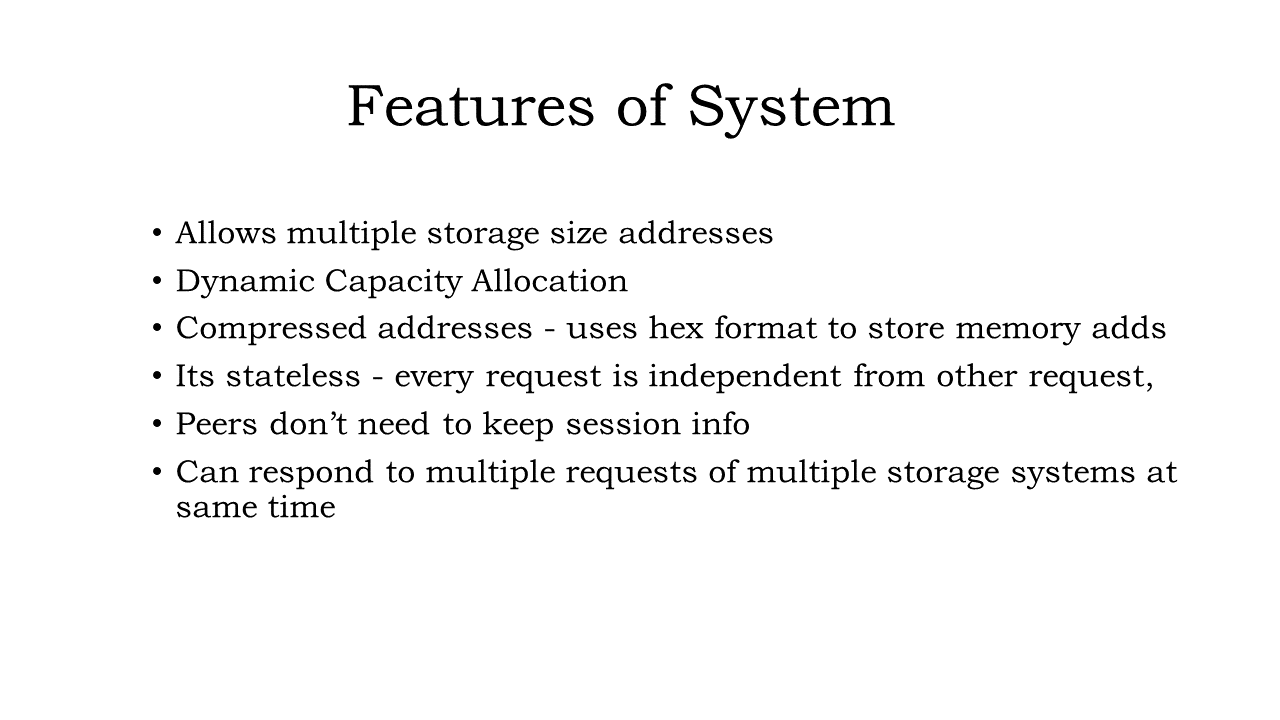 Features of System
• Allows multiple storage size addresses
• Dynamic Capacity Allocation
• Compressed addresses - uses hex format to store memory adds
• Its stateless - every request is independent from other request,
• Peers don’t need to keep session info
• Can respond to multiple requests of multiple storage systems at
same time